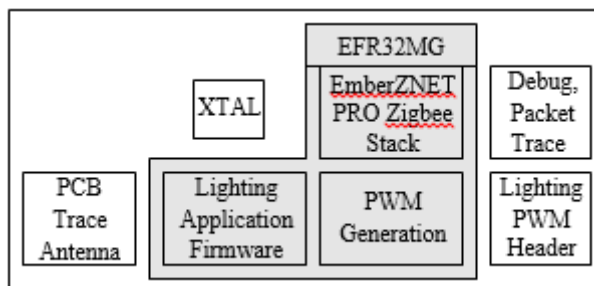 EFR32MG
EmberZNET
PRO Zigbee
Stack
XTAL
Debug,
Packet
Trace
PCB
Trace
Antenna
Lighting
Application
Firmware
PWM
Generation
Lighting
PWM
Header